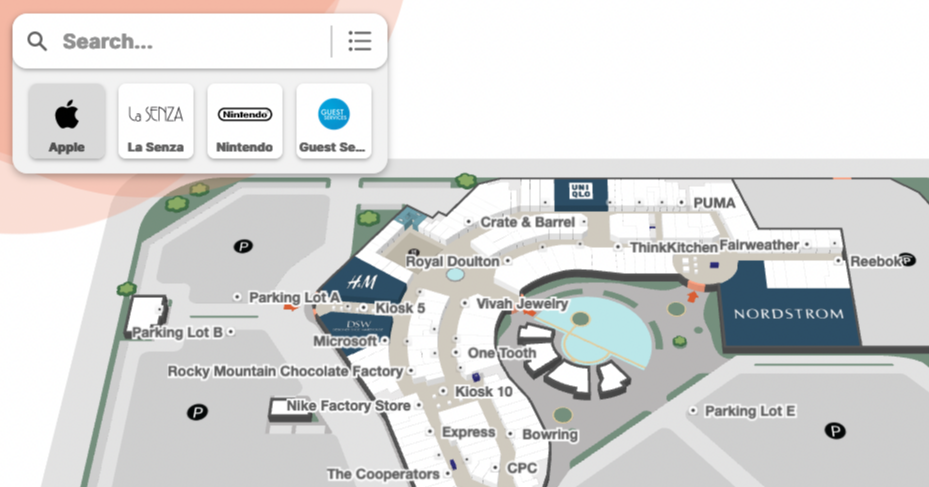 Search...
La SENZA
Nintendo
GUEST
SERVICES
Apple
La Senza
Nintendo
Guest Se...
UNI
QLO
PUMA
Crate & Barrel
ThinkKitchen
Fairweather
Royal Doulton
Reebok
P
P
H&M
Parking Lot A
Kiosk 5
Vivah Jewelry
NORDSTROM
DSW
Parking Lot B
Microsoft
One Tooth
Rocky Mountain Chocolate Factory
Kiosk 10
Nike Factory Store
P
Parking Lot E
P
Express
Bowring
The Cooperators
CPC